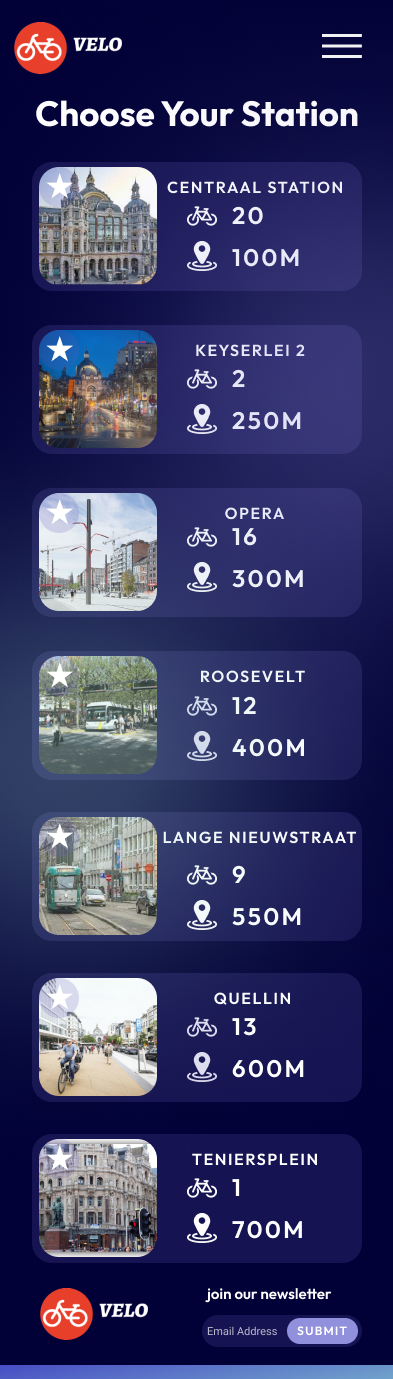 VELO
Choose Your Station
CENTRAAL STATION
20
100M
KEYSERLEI 2
2
250M
OPERA
16
300M
ROOSEVELT
12
400M
LANGE NIEUWSTRAAT
9
550M
QUELLIN
13
600M
TENIERSPLEIN
1
700M
join our newsletter
VELO
Email Address
SUBMIT